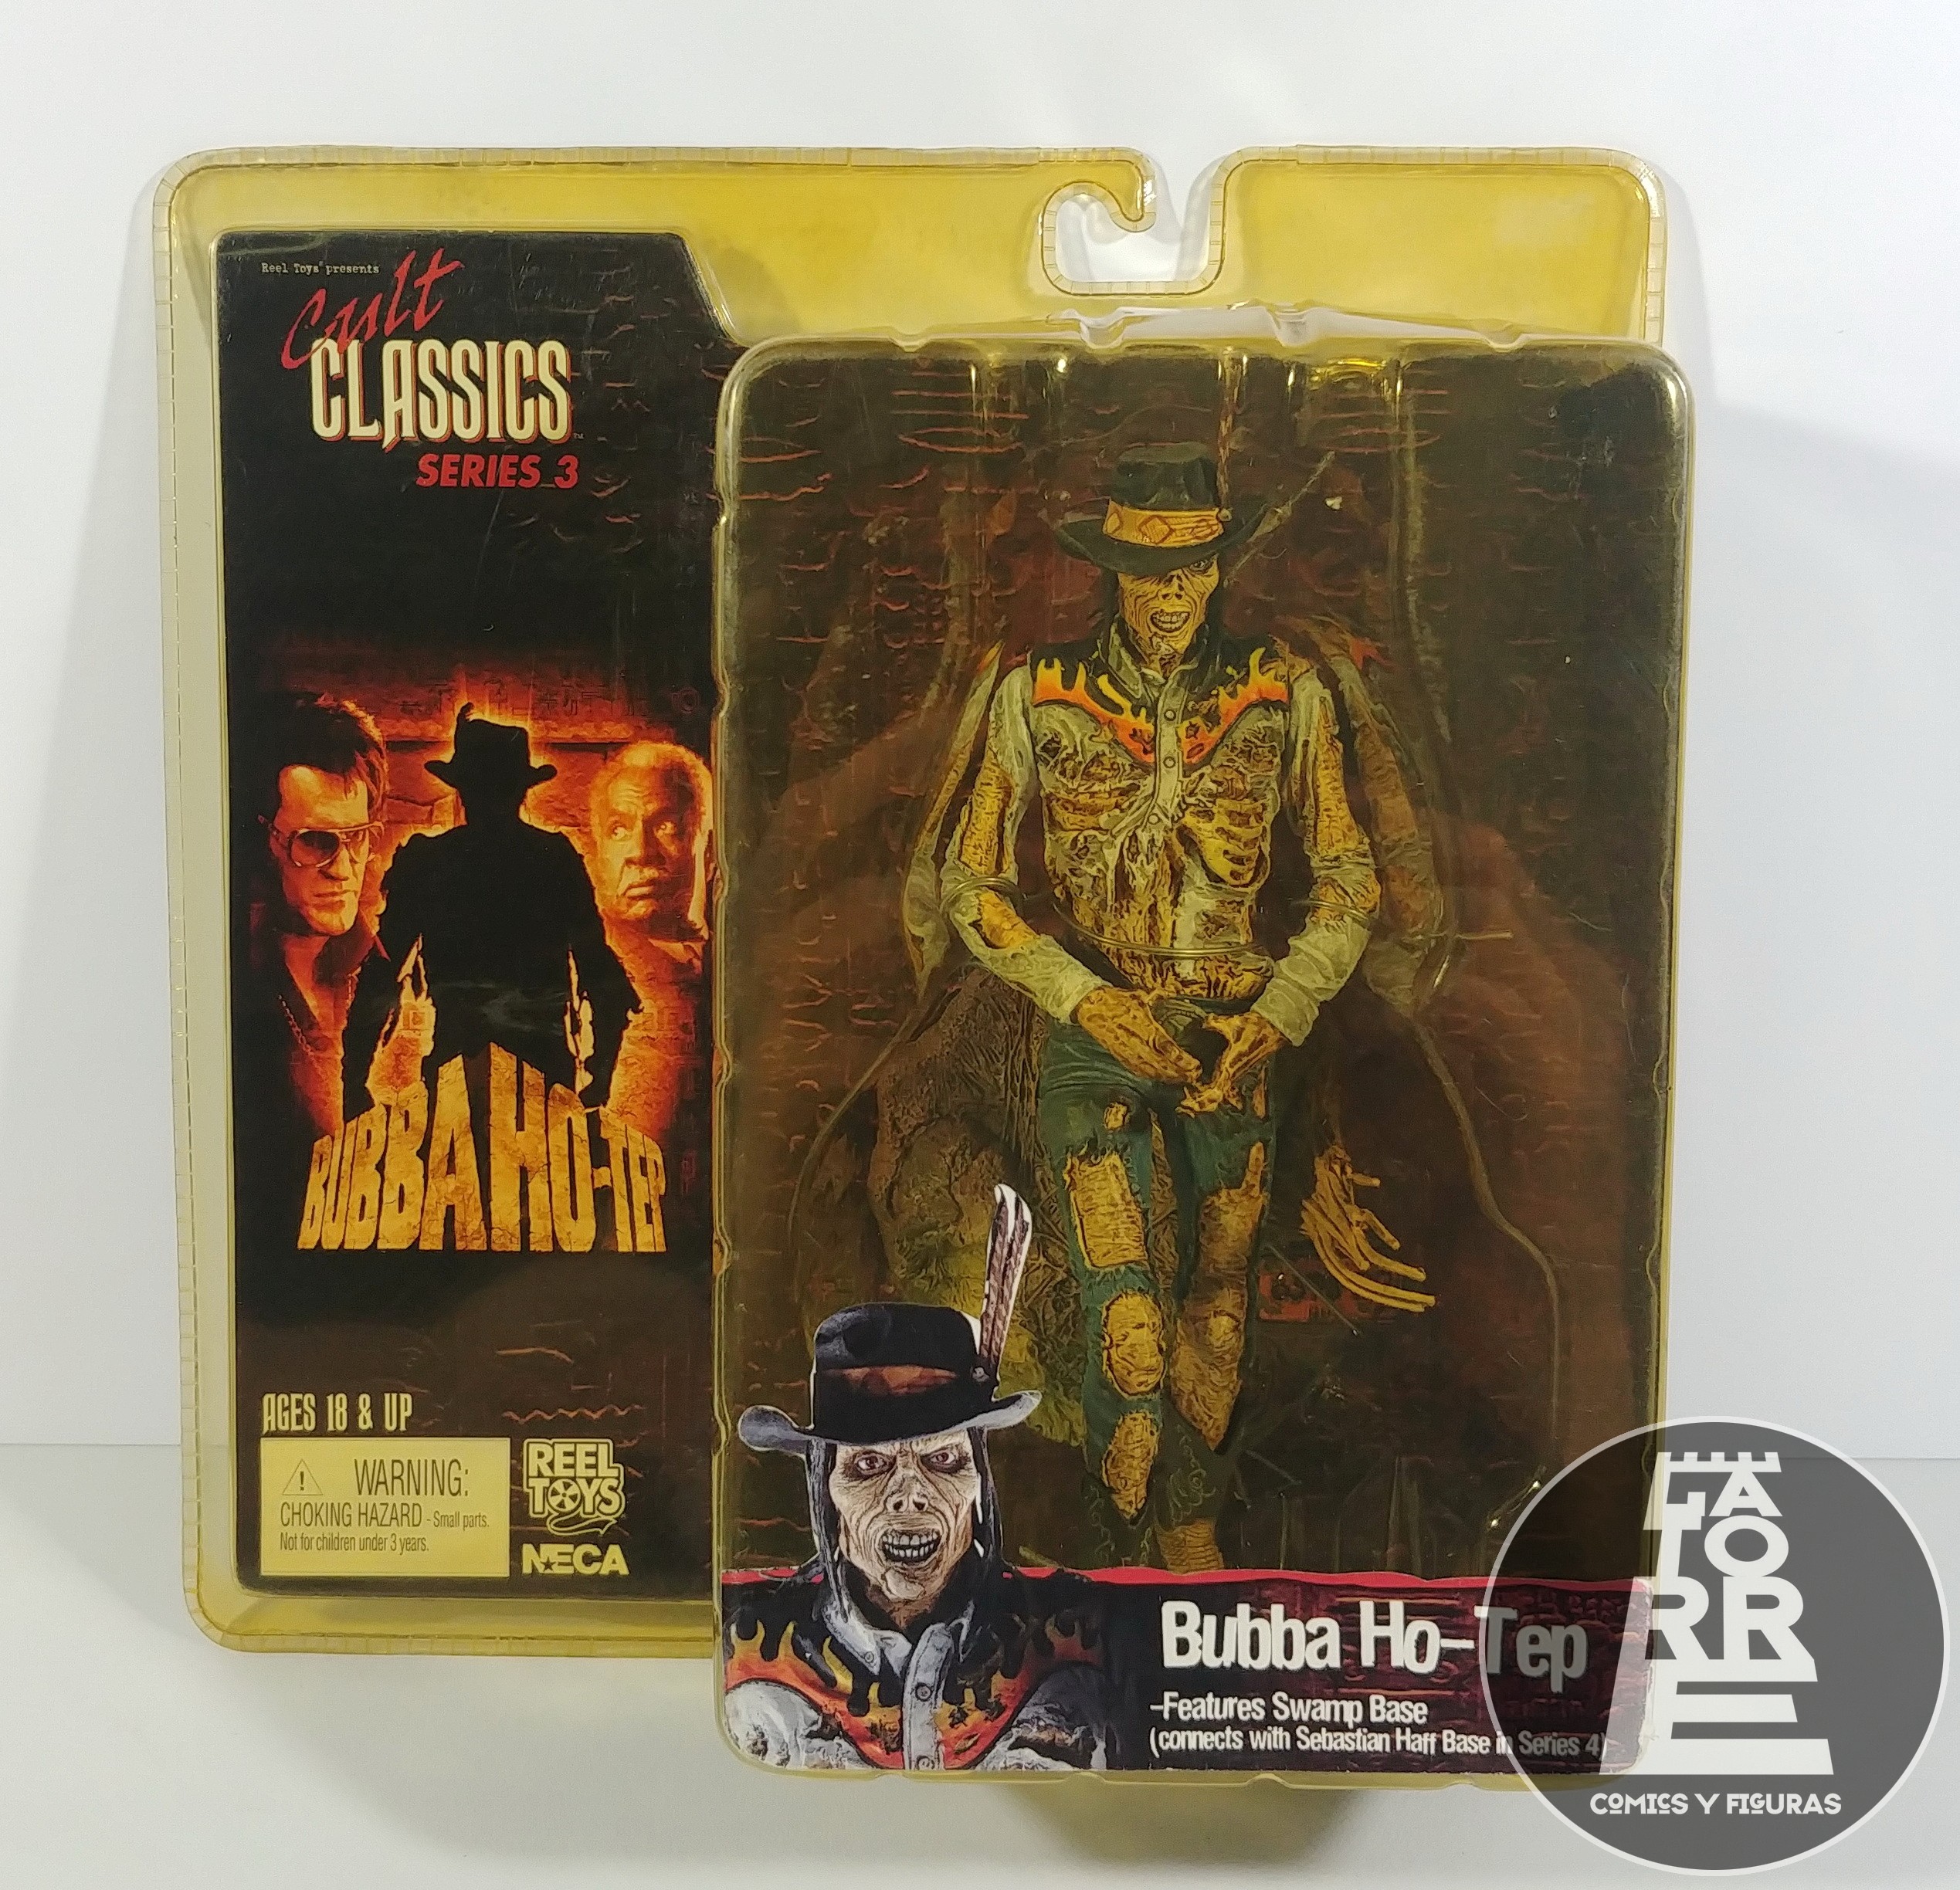 Reel Toys® presents
Cult
CLASSICS™
SERIES 3
BUBBA HO-TEP
AGES 18 & UP
WARNING:
CHOKING HAZARD - Small parts.
Not for children under 3 years.
REEL
TOYS
NECA
Bubba Ho-Tep
-Features Swamp Base
(connects with Sebastian Haff Base in Series 4)
LA
TO
RR
E
COMICS Y FIGURAS